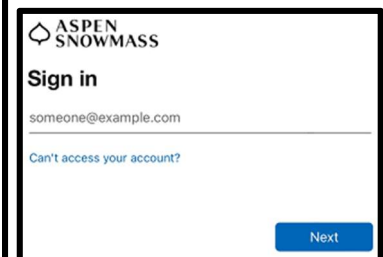 ASPEN
SNOWMASS
Sign in
someone@example.com
Can't access your account?
Next